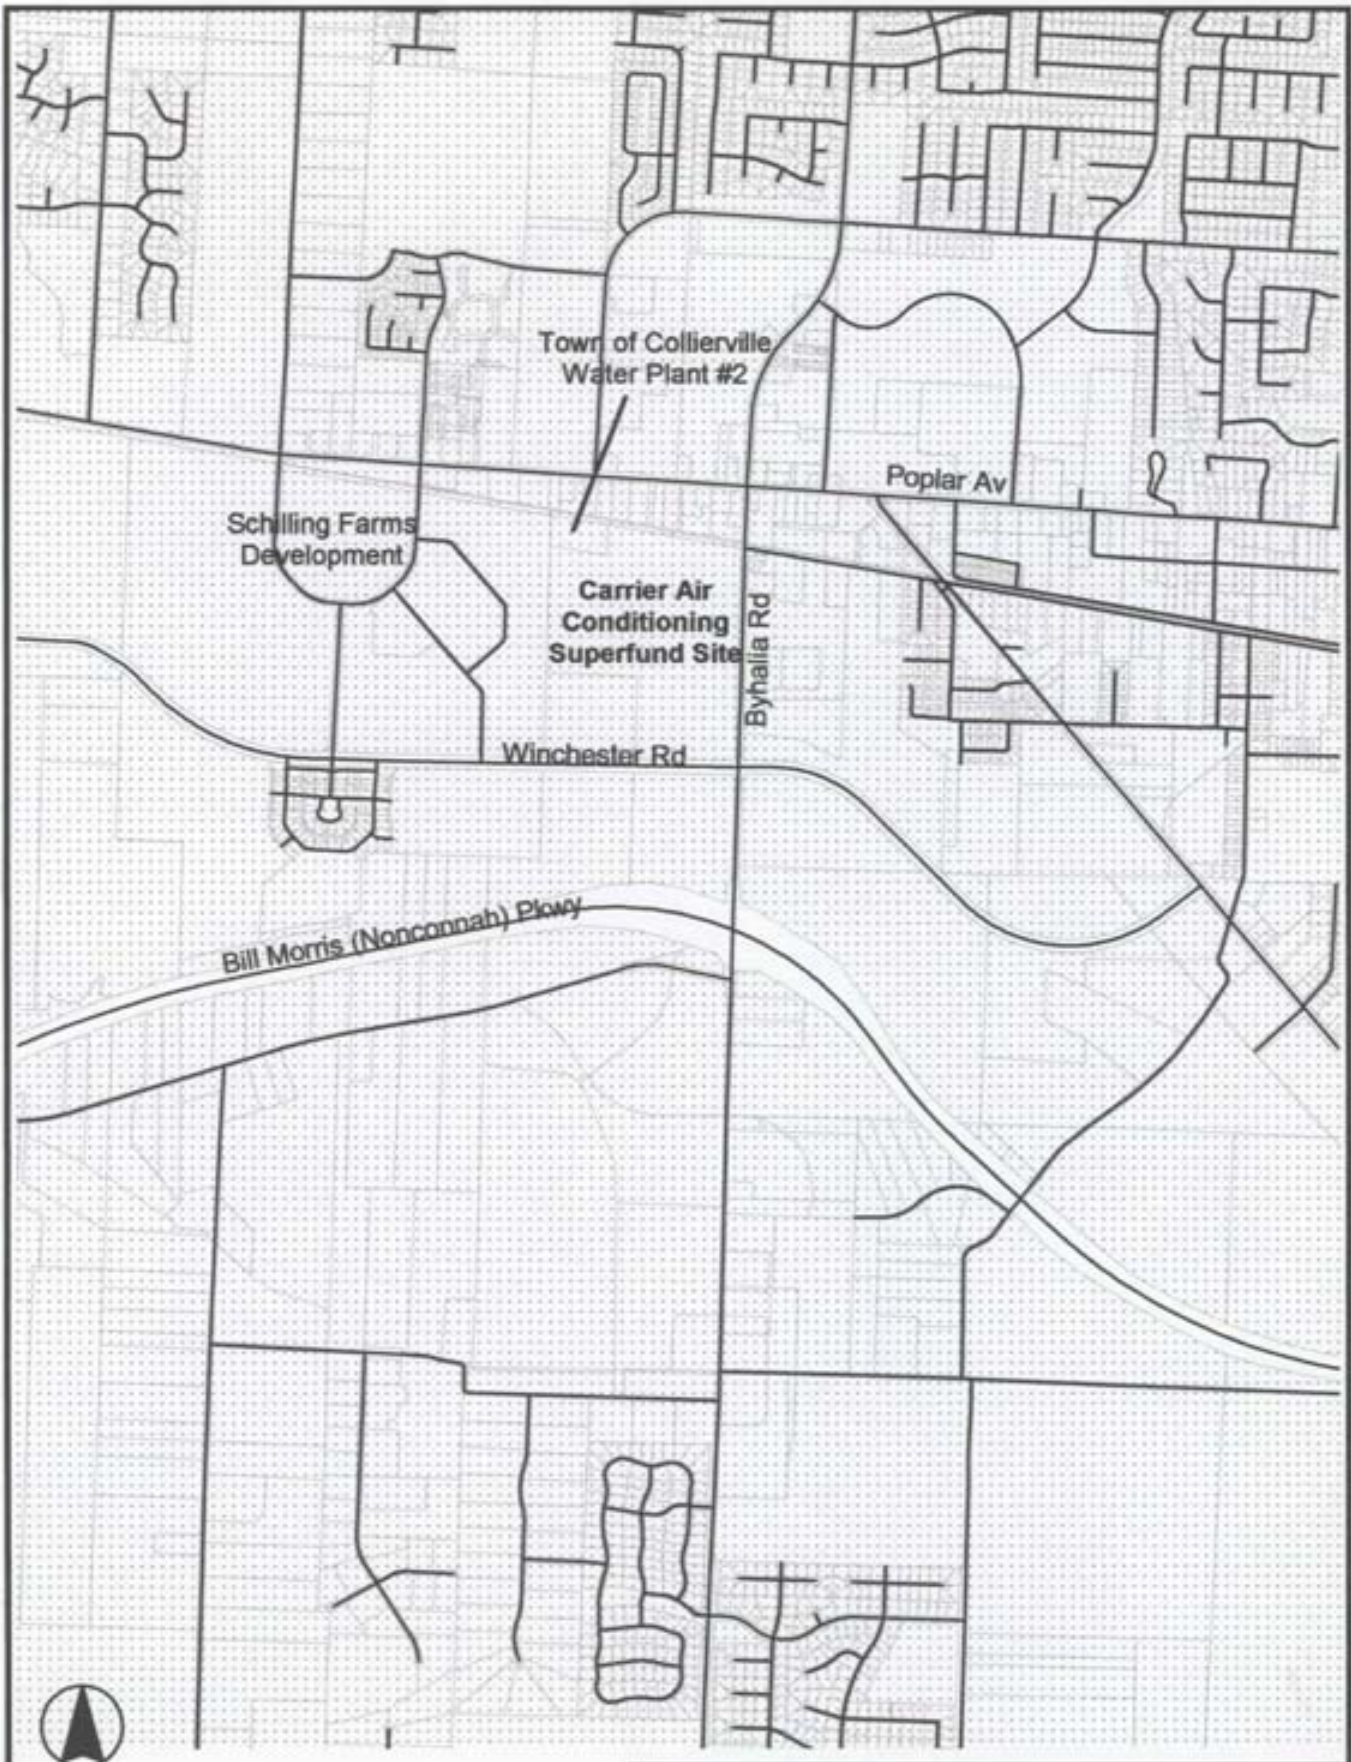 Town of Collierville
Water Plant #2
Poplar Av
Schilling Farms
Development
Carrier Air
Conditioning
Superfund Site
Byhalia Rd
Winchester Rd
Bill Morris (Nonconnah) Pkwy